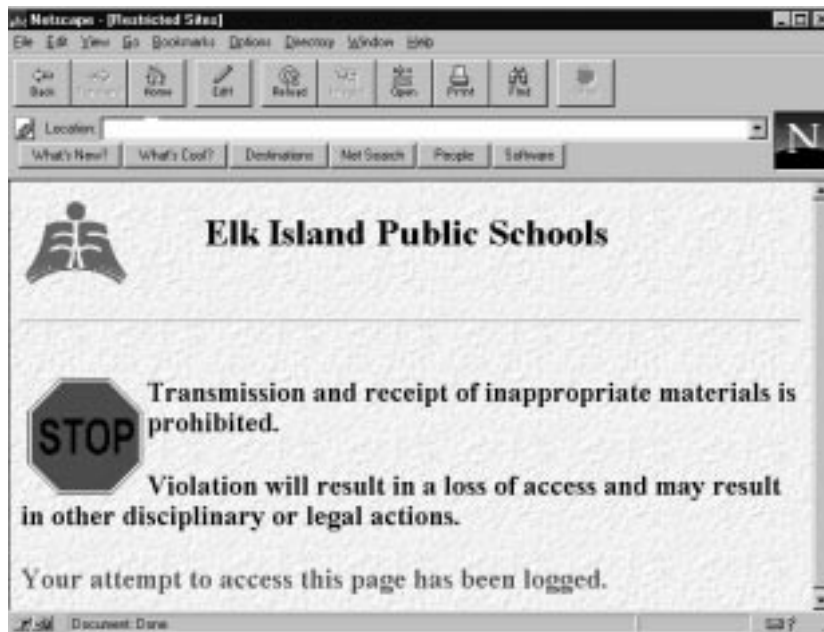 Netscape - [Restricted Sites]
File Edit View Go Bookmarks Options Directory Window Help
Back Home Edit Reload Open Print Find
Location:
What's New? What's Cool? Destinations Net Search People Software
N
Elk Island Public Schools
STOP
Transmission and receipt of inappropriate materials is
prohibited.
Violation will result in a loss of access and may result
in other disciplinary or legal actions.
Your attempt to access this page has been logged.
Document: Done